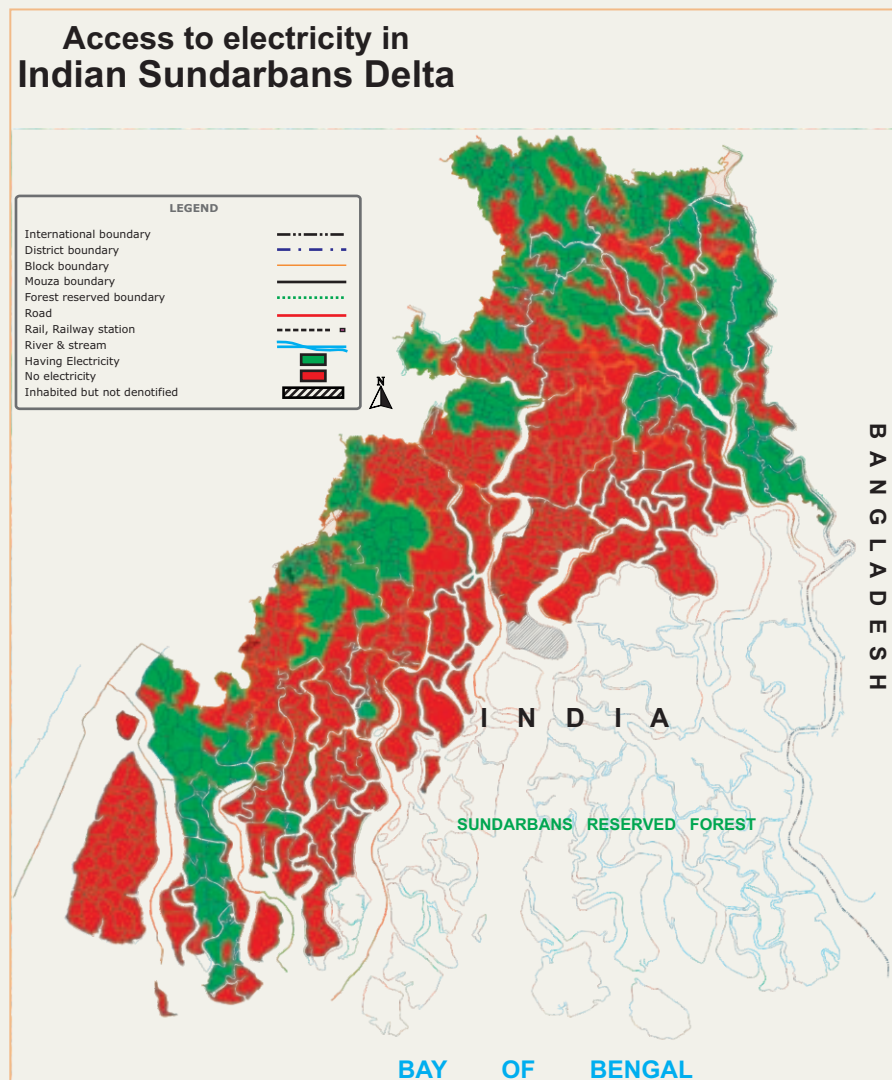 Access to electricity in
Indian Sundarbans Delta
LEGEND
International boundary
District boundary
Block boundary
Mouza boundary
Forest reserved boundary
Road
Rail, Railway station
River & stream
Having Electricity
No electricity
Inhabited but not denotified
N
BANGLADESH
INDIA
SUNDARBANS RESERVED FOREST
BAY OF BENGAL